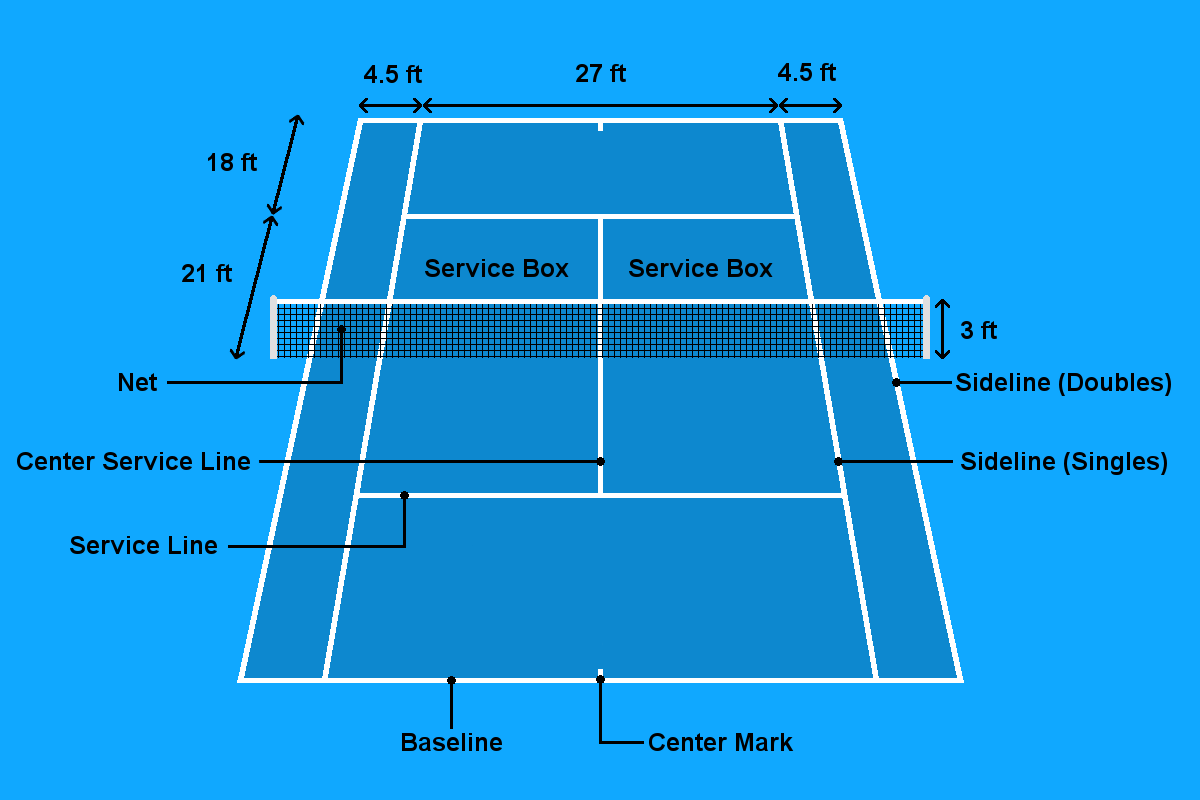 4.5 ft
27 ft
4.5 ft
18 ft
21 ft
Service Box
Service Box
3 ft
Net
Sideline (Doubles)
Center Service Line
Sideline (Singles)
Service Line
Baseline
Center Mark